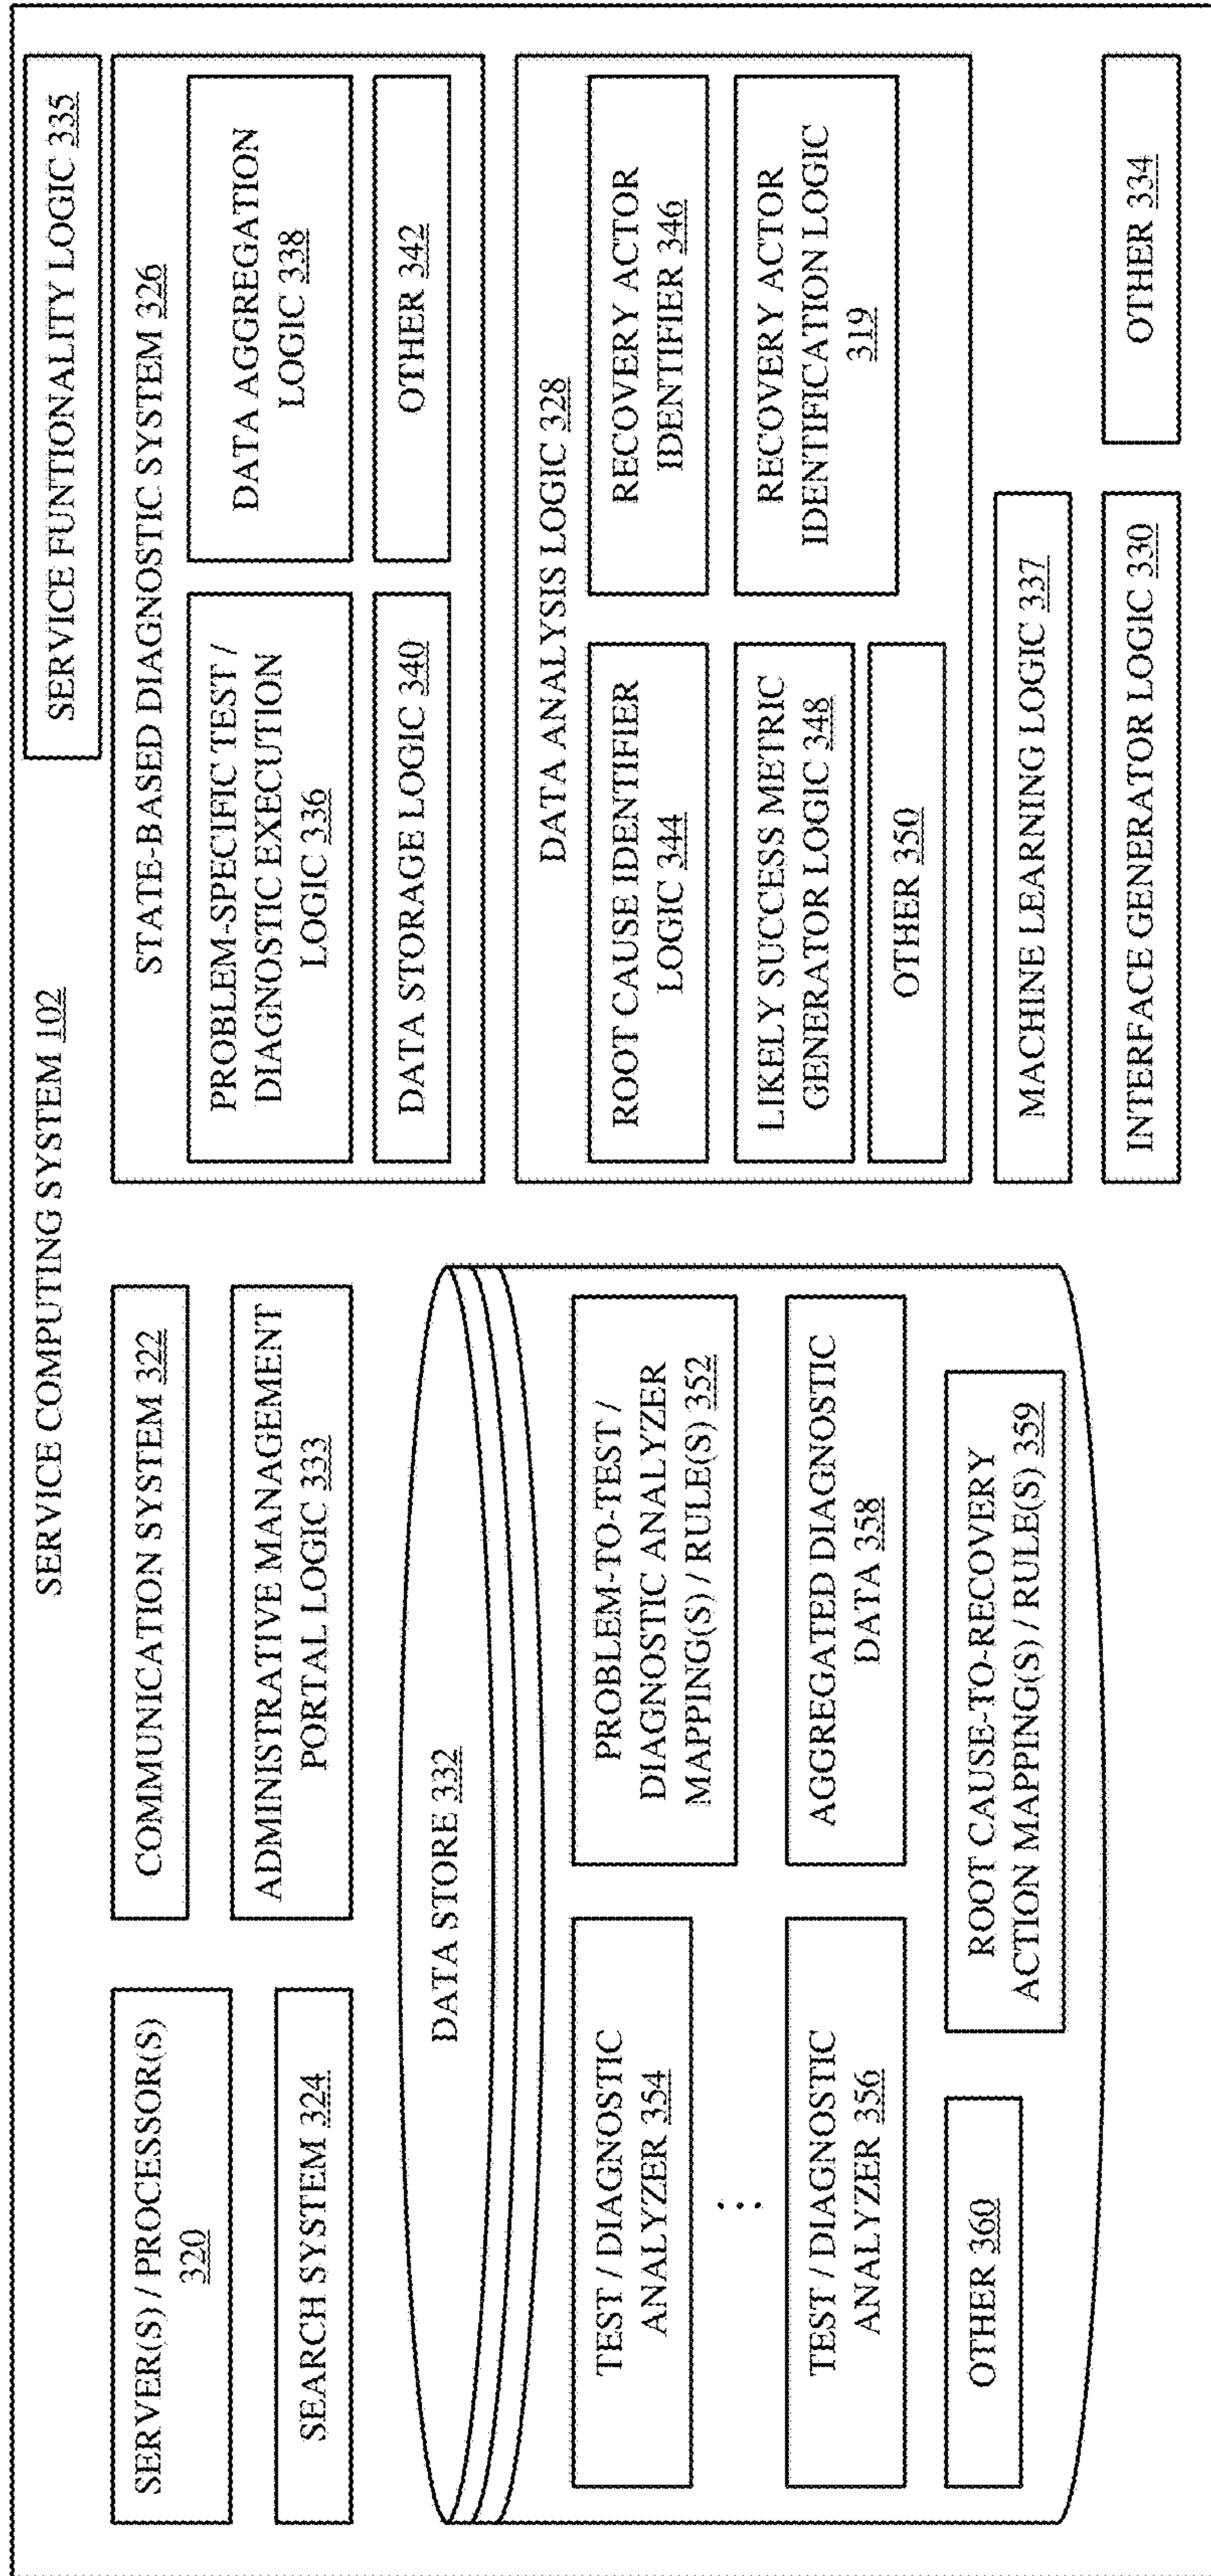 SERVICE COMPUTING SYSTEM 102
SERVICE FUNTIONALITY LOGIC 335
SERVER(S) / PROCESSOR(S)
320
COMMUNICATION SYSTEM 322
SEARCH SYSTEM 324
ADMINISTRATIVE MANAGEMENT
PORTAL LOGIC 333
DATA STORE 332
TEST / DIAGNOSTIC
ANALYZER 354
PROBLEM-TO-TEST /
DIAGNOSTIC ANALYZER
MAPPING(S) / RULE(S) 352
TEST / DIAGNOSTIC
ANALYZER 356
AGGREGATED DIAGNOSTIC
DATA 358
OTHER 360
ROOT CAUSE-TO-RECOVERY
ACTION MAPPING(S) / RULE(S) 359
STATE-BASED DIAGNOSTIC SYSTEM 326
PROBLEM-SPECIFIC TEST /
DIAGNOSTIC EXECUTION
LOGIC 336
DATA AGGREGATION
LOGIC 338
DATA STORAGE LOGIC 340
OTHER 342
DATA ANALYSIS LOGIC 328
ROOT CAUSE IDENTIFIER
LOGIC 344
RECOVERY ACTOR
IDENTIFIER 346
LIKELY SUCCESS METRIC
GENERATOR LOGIC 348
RECOVERY ACTOR
IDENTIFICATION LOGIC
319
OTHER 350
MACHINE LEARNING LOGIC 337
INTERFACE GENERATOR LOGIC 330
OTHER 334